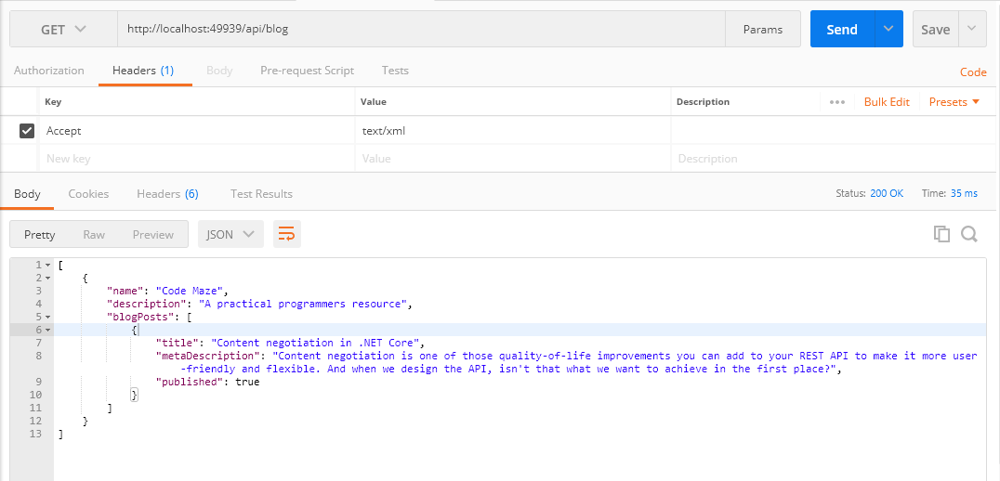 GET http://localhost:49939/api/blog Params Send Save
Authorization Headers (1) Body Pre-request Script Tests Code
Key Value Description ••• Bulk Edit Presets
Accept text/xml
New key Value Description
Body Cookies Headers (6) Test Results Status: 200 OK Time: 35 ms
Pretty Raw Preview JSON
1 [
2 {
3 "name": "Code Maze",
4 "description": "A practical programmers resource",
5 "blogPosts": [
6 {
7 "title": "Content negotiation in .NET Core",
8 "metaDescription": "Content negotiation is one of those quality-of-life improvements you can add to your REST API to make it more user
-friendly and flexible. And when we design the API, isn't that what we want to achieve in the first place?",
9 "published": true
10 }
11 ]
12 }
13 ]